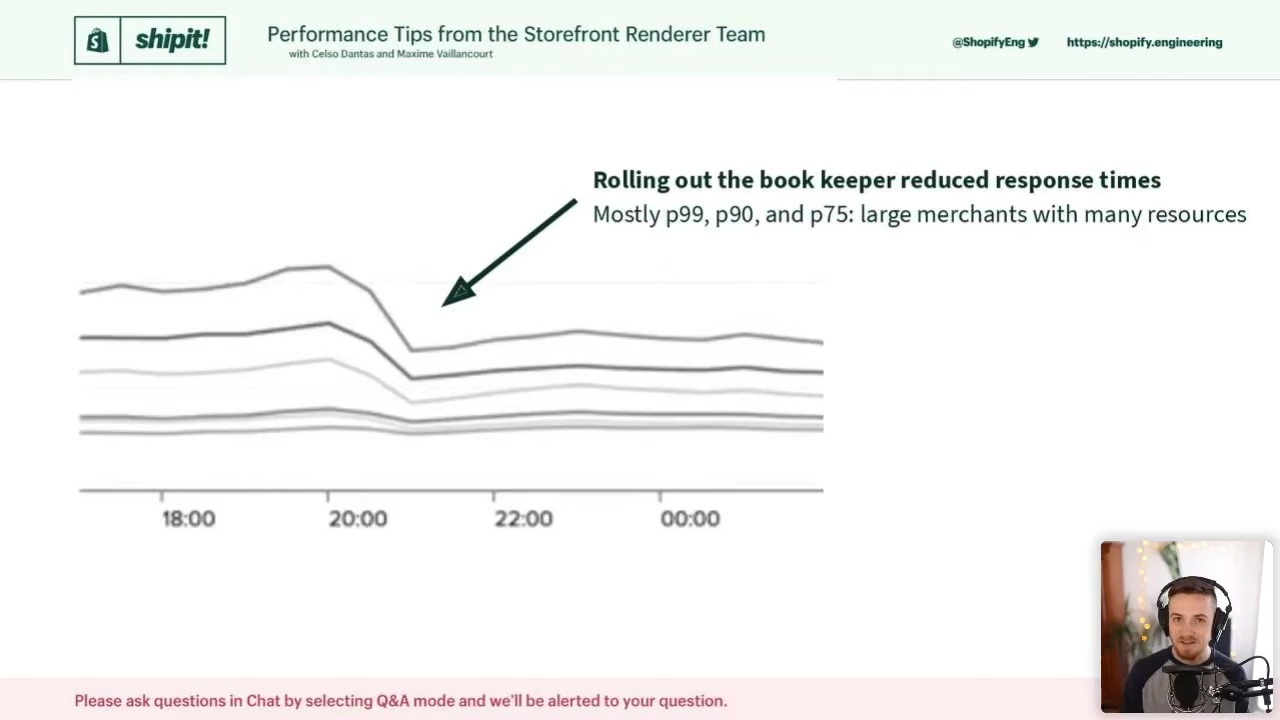 shipit!
Performance Tips from the Storefront Renderer Team
with Celso Dantas and Maxime Vaillancourt
@ShopifyEng
https://shopify.engineering
Rolling out the book keeper reduced response times
Mostly p99, p90, and p75: large merchants with many resources
18:00 20:00 22:00 00:00
Please ask questions in Chat by selecting Q&A mode and we'll be alerted to your question.